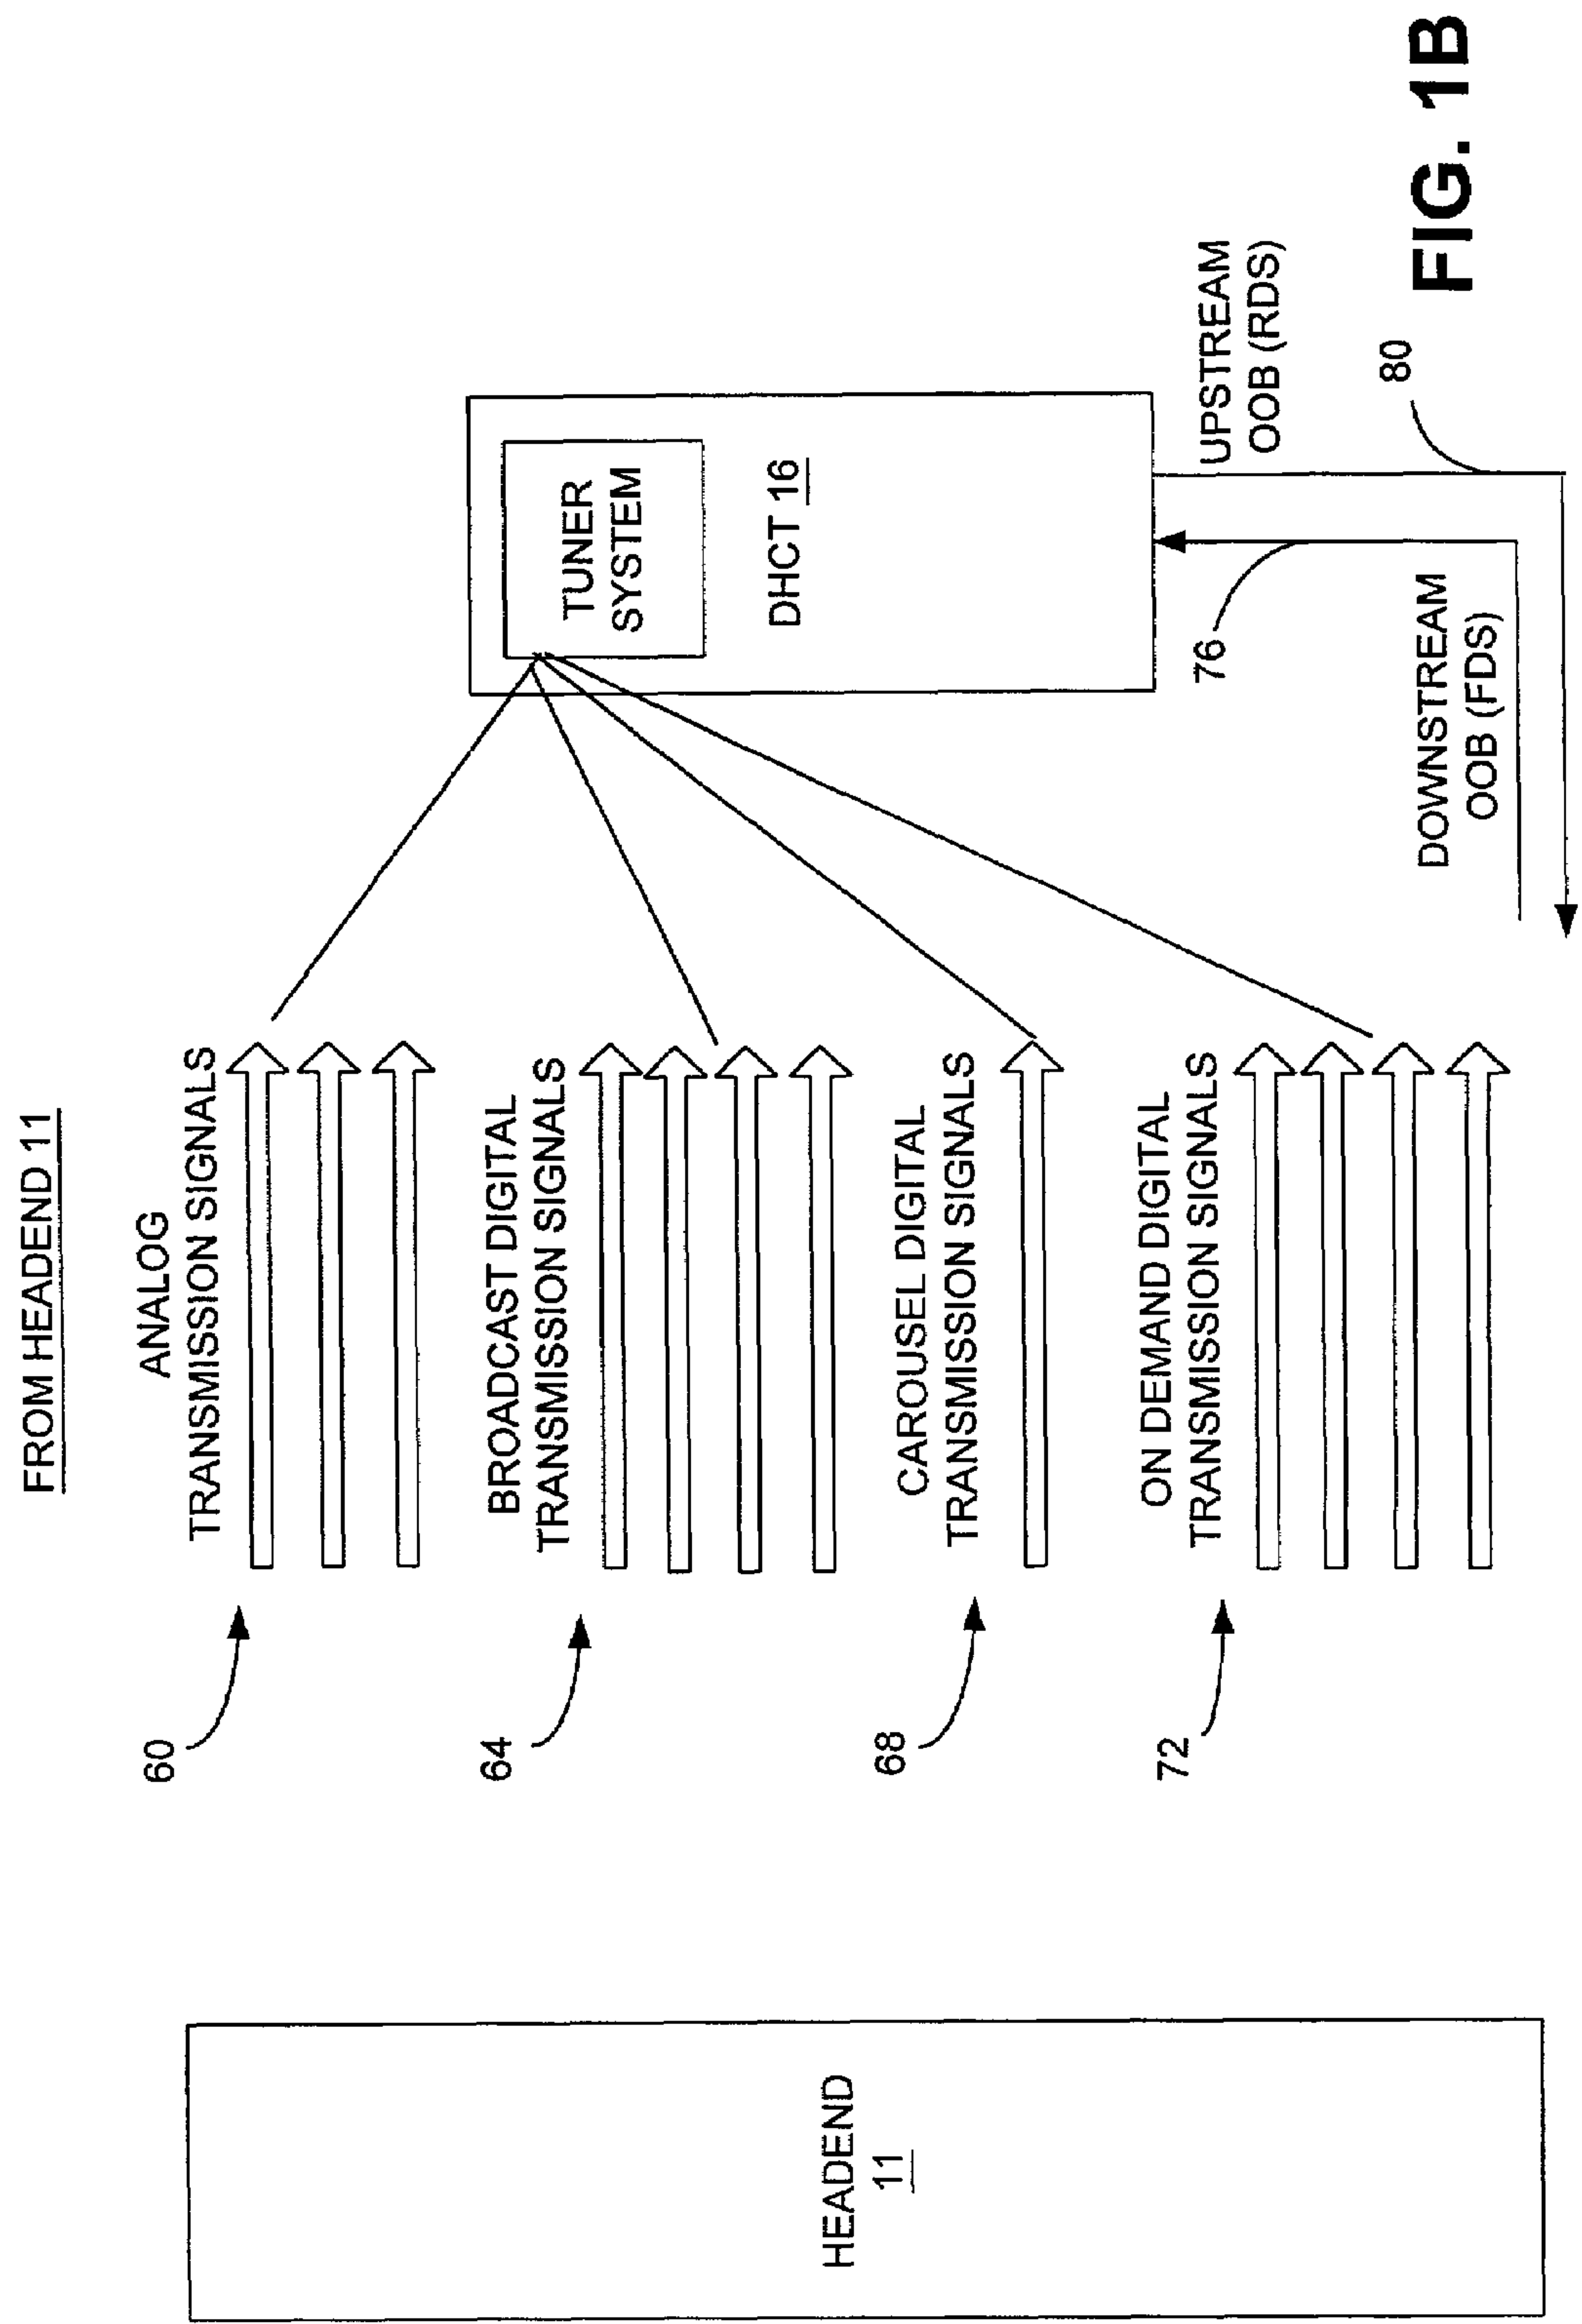 FROM HEADEND 11
ANALOG
TRANSMISSION SIGNALS
60
BROADCAST DIGITAL
TRANSMISSION SIGNALS
64
CAROUSEL DIGITAL
TRANSMISSION SIGNALS
68
ON DEMAND DIGITAL
TRANSMISSION SIGNALS
72
HEADEND
11
TUNER
SYSTEM
DHCT 16
76
DOWNSTREAM
OOB (FDS)
UPSTREAM
OOB (RDS)
80
FIG. 1B